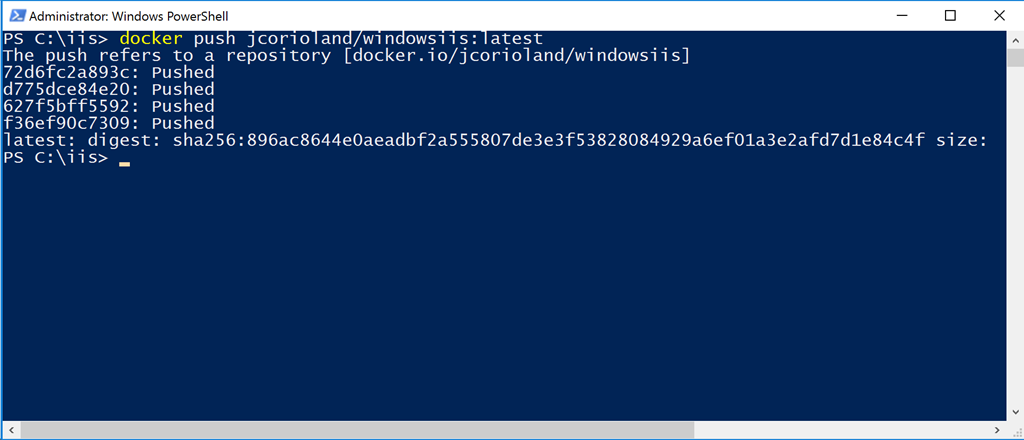 Administrator: Windows PowerShell
PS C:\iis> docker push jcorioland/windowsiis:latest
The push refers to a repository [docker.io/jcorioland/windowsiis]
72d6fc2a893c: Pushed
d775dce84e20: Pushed
627f5bff5592: Pushed
f36ef90c7309: Pushed
latest: digest: sha256:896ac8644e0aeadbf2a555807de3e3f53828084929a6ef01a3e2afd7d1e84c4f size:
PS C:\iis>